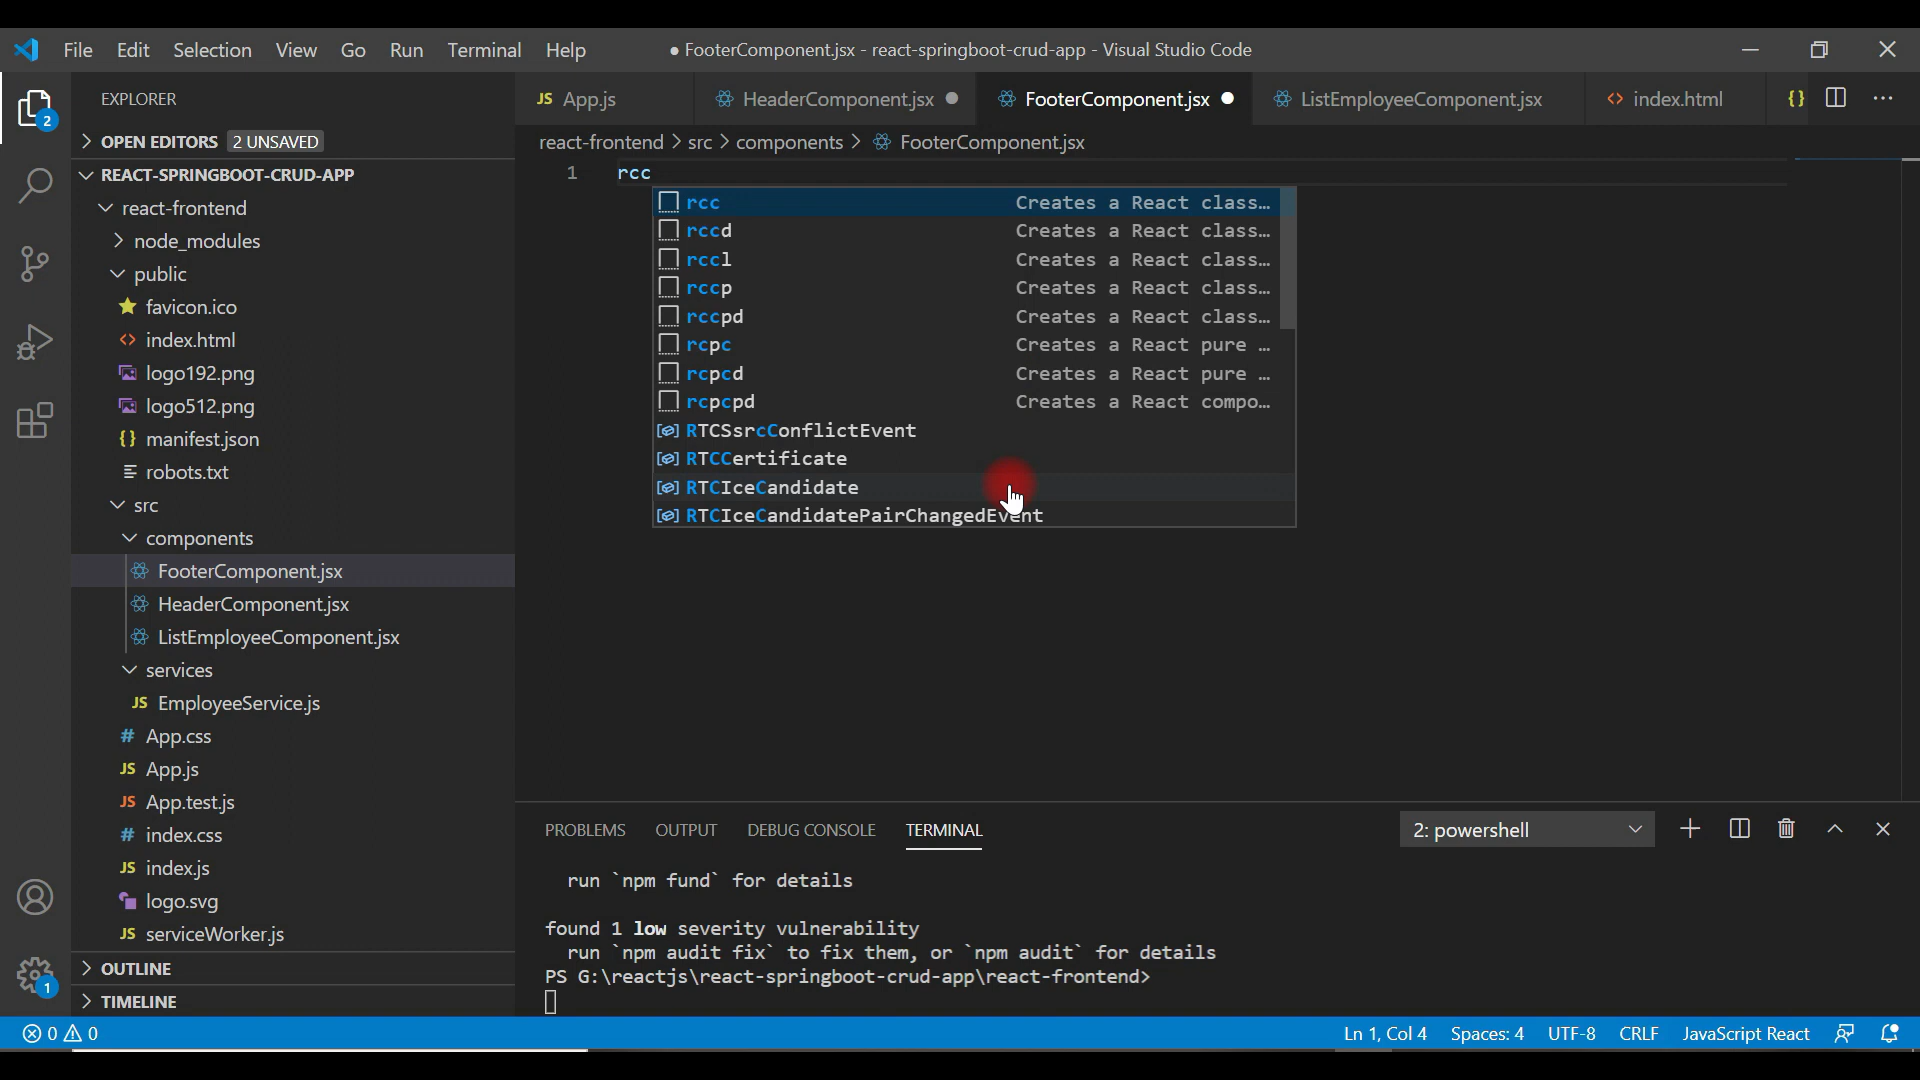 File Edit Selection View Go Run Terminal Help
● FooterComponent.jsx - react-springboot-crud-app - Visual Studio Code
EXPLORER
OPEN EDITORS 2 UNSAVED
REACT-SPRINGBOOT-CRUD-APP
react-frontend
node_modules
public
favicon.ico
<> index.html
logo192.png
logo512.png
{} manifest.json
robots.txt
src
components
FooterComponent.jsx
HeaderComponent.jsx
ListEmployeeComponent.jsx
services
JS EmployeeService.js
# App.css
JS App.js
JS App.test.js
# index.css
JS index.js
logo.svg
JS serviceWorker.js
OUTLINE
TIMELINE
2
1
JS App.js
HeaderComponent.jsx
FooterComponent.jsx
ListEmployeeComponent.jsx
<> index.html
{}
react-frontend > src > components > FooterComponent.jsx
1 rcc
rcc Creates a React class…
rccd Creates a React class…
rccl Creates a React class…
rccp Creates a React class…
rccpd Creates a React class…
rcpc Creates a React pure …
rcpcd Creates a React pure …
rcpcpd Creates a React compo…
RTCSsrcConflictEvent
RTCCertificate
RTCIceCandidate
RTCIceCandidatePairChangedEvent
PROBLEMS OUTPUT DEBUG CONSOLE TERMINAL
2: powershell
run `npm fund` for details
found 1 low severity vulnerability
run `npm audit fix` to fix them, or `npm audit` for details
PS G:\reactjs\react-springboot-crud-app\react-frontend>
0 0
Ln 1, Col 4 Spaces: 4 UTF-8 CRLF JavaScript React